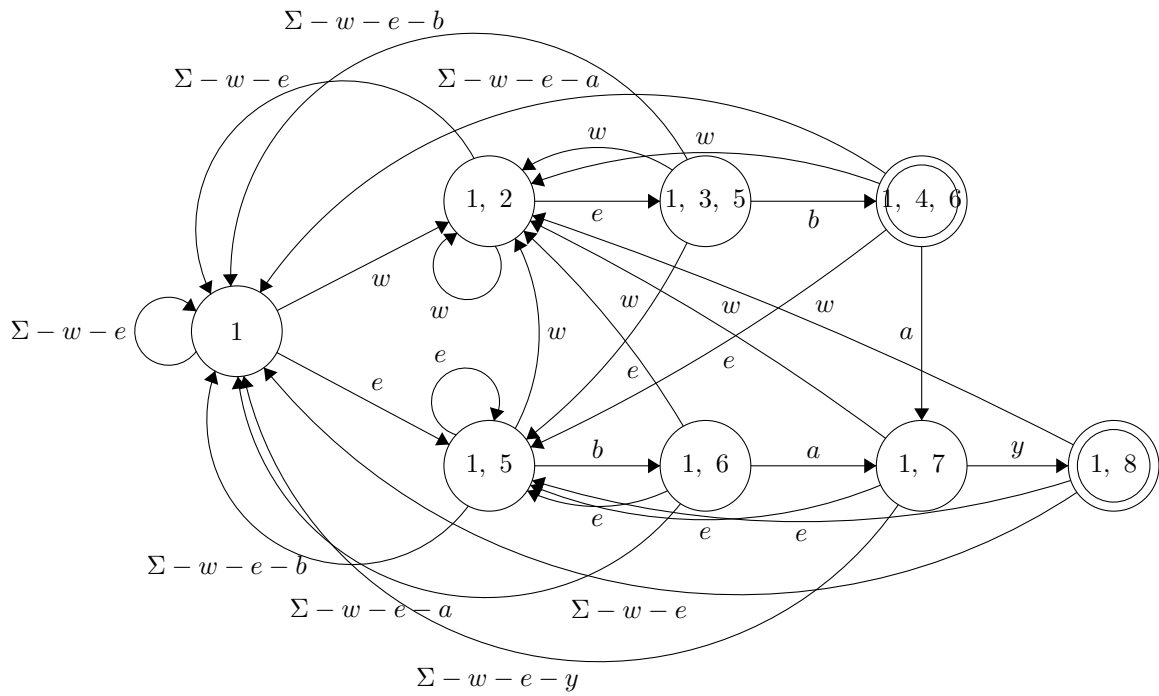 Σ − w − e − b
Σ − w − e
Σ − w − e − a
w
w
1, 2
e
1, 3, 5
b
1, 4, 6
w
w
Σ − w − e
1
e
e
w
w
w
w
a
e
e
1, 5
b
1, 6
a
1, 7
y
1, 8
e
e
e
Σ − w − e − b
Σ − w − e − a
Σ − w − e
Σ − w − e − y